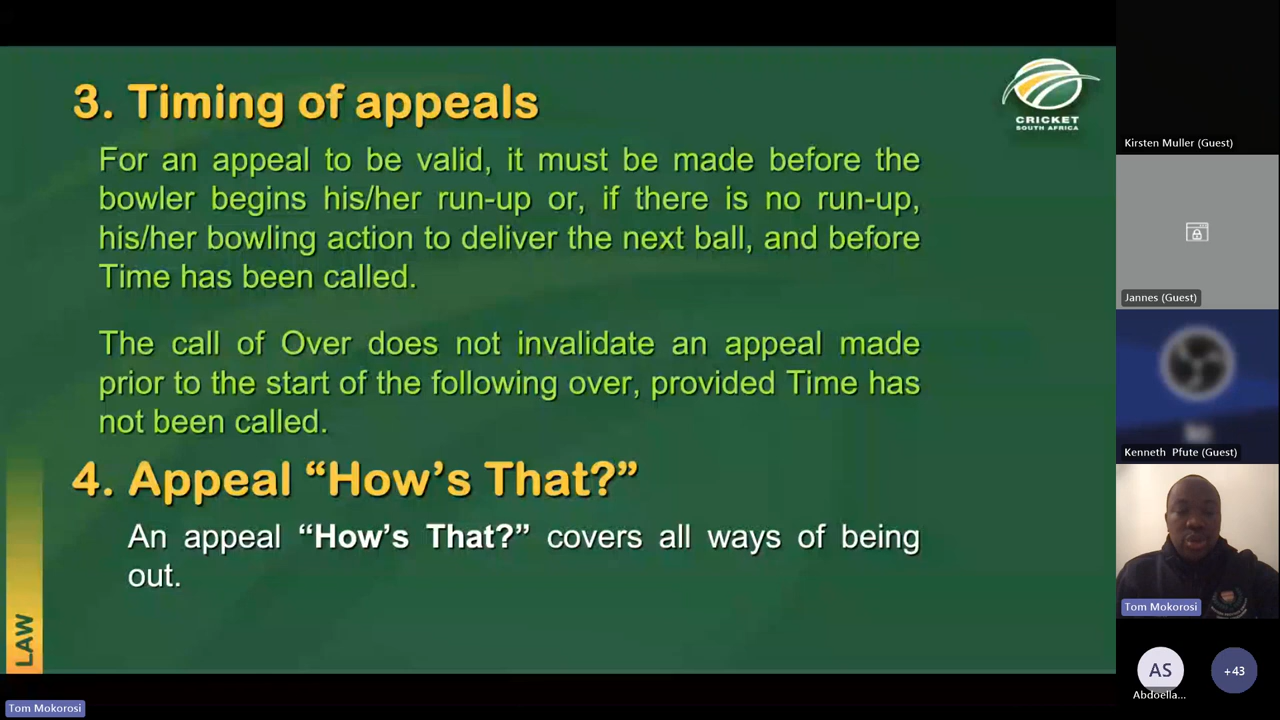 3. Timing of appeals
For an appeal to be valid, it must be made before the
bowler begins his/her run-up or, if there is no run-up,
his/her bowling action to deliver the next ball, and before
Time has been called.
The call of Over does not invalidate an appeal made
prior to the start of the following over, provided Time has
not been called.
4. Appeal “How’s That?”
An appeal “How’s That?” covers all ways of being
out.
LAW
CRICKET
SOUTH AFRICA
Kirsten Muller (Guest)
Jannes (Guest)
Kenneth Pfute (Guest)
Tom Mokorosi
AS
Abdoella...
+43
Tom Mokorosi